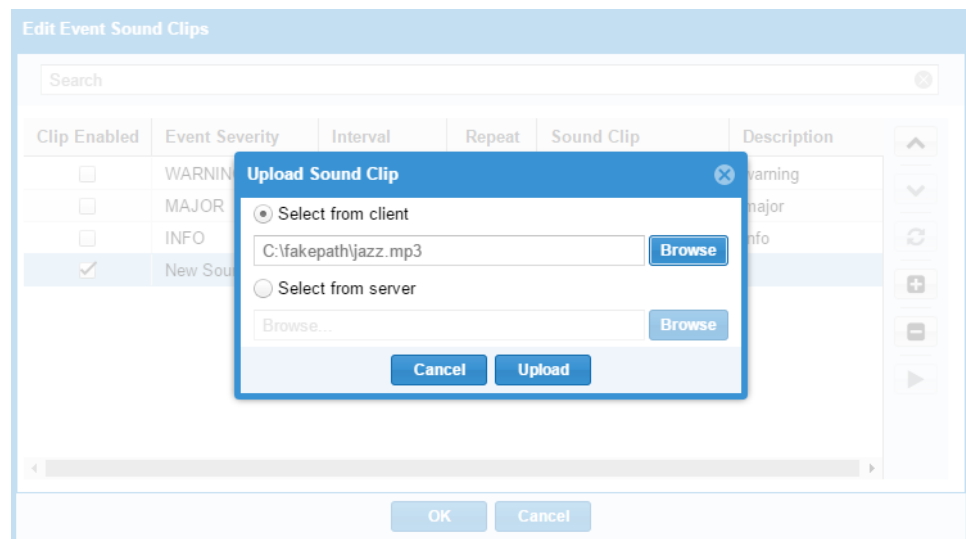 Edit Event Sound Clips
Search
Clip Enabled Event Severity Interval Repeat Sound Clip Description
WARNIN warning
MAJOR major
INFO nfo
New Sou
Upload Sound Clip
Select from client
C:\fakepath\jazz.mp3 Browse
Select from server
Browse... Browse
Cancel Upload
OK Cancel